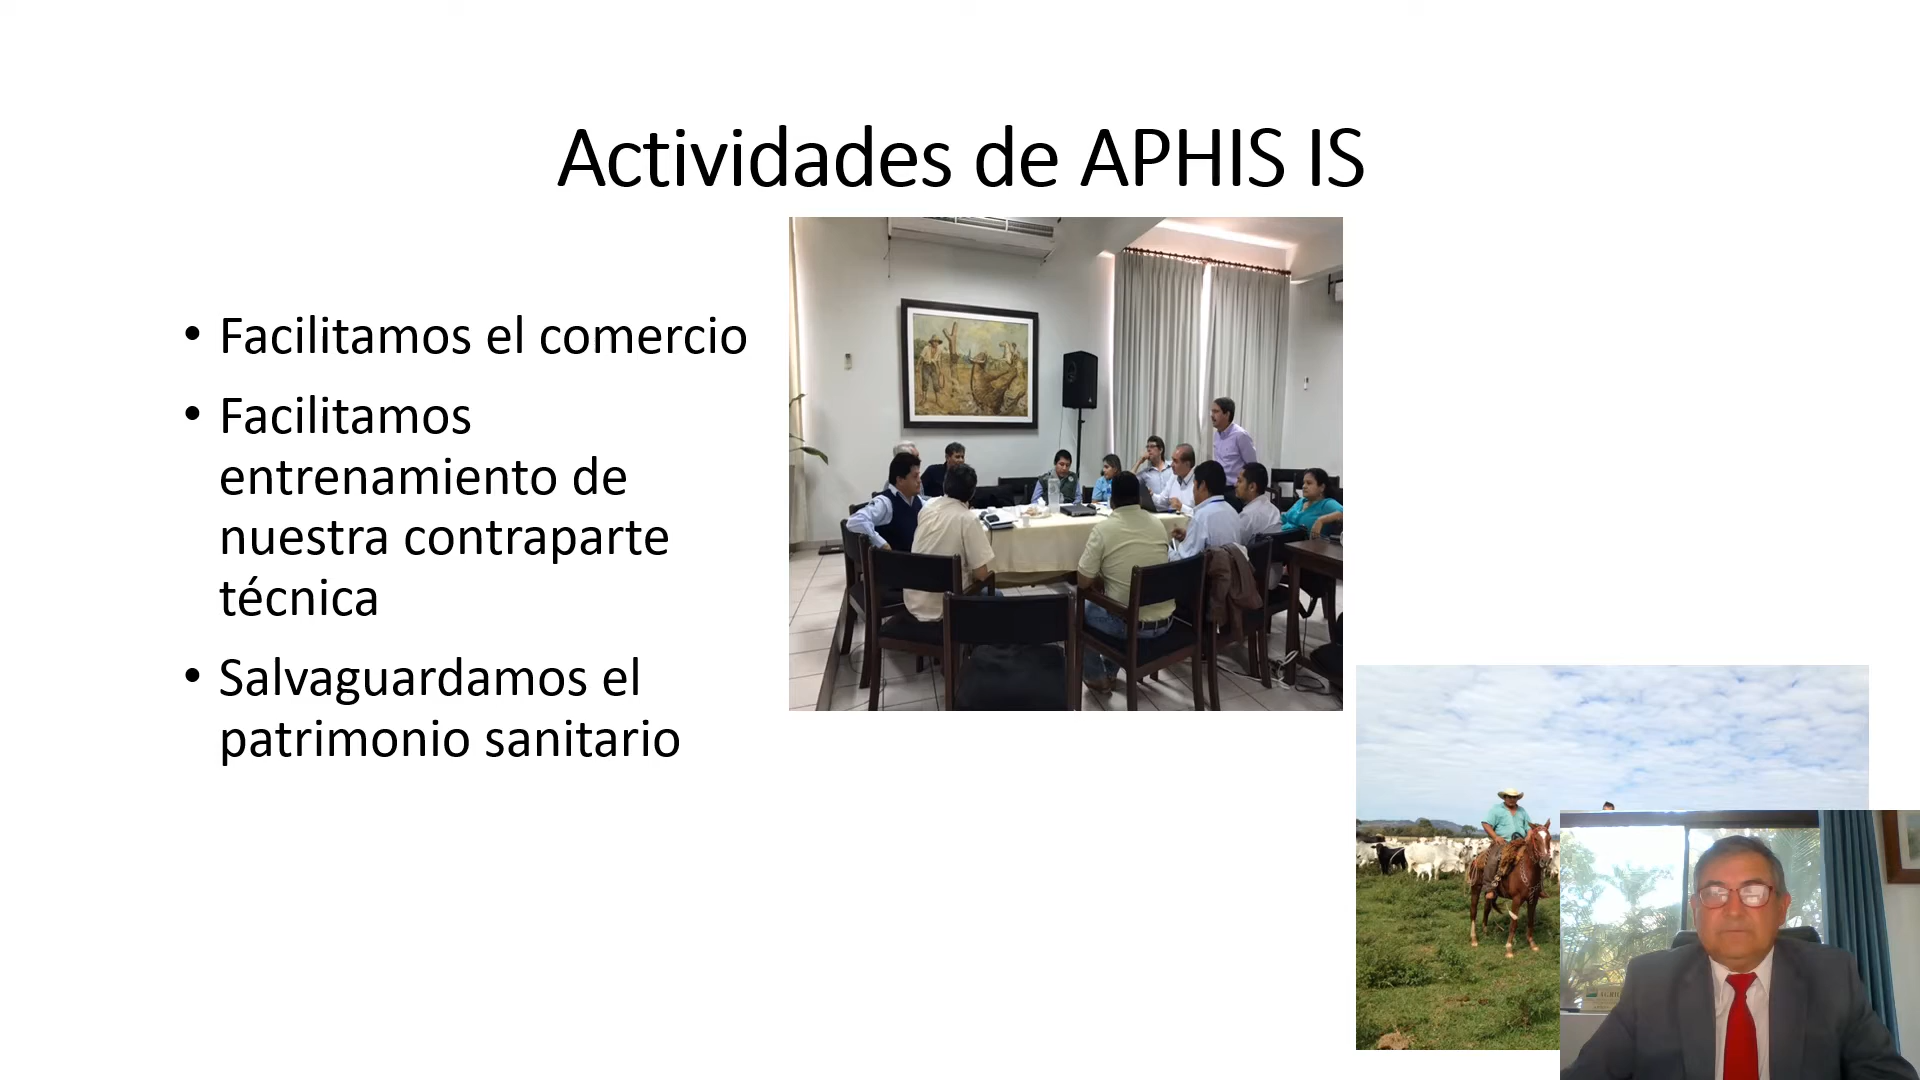 Actividades de APHIS IS
• Facilitamos el comercio
• Facilitamos
entrenamiento de
nuestra contraparte
técnica
• Salvaguardamos el
patrimonio sanitario